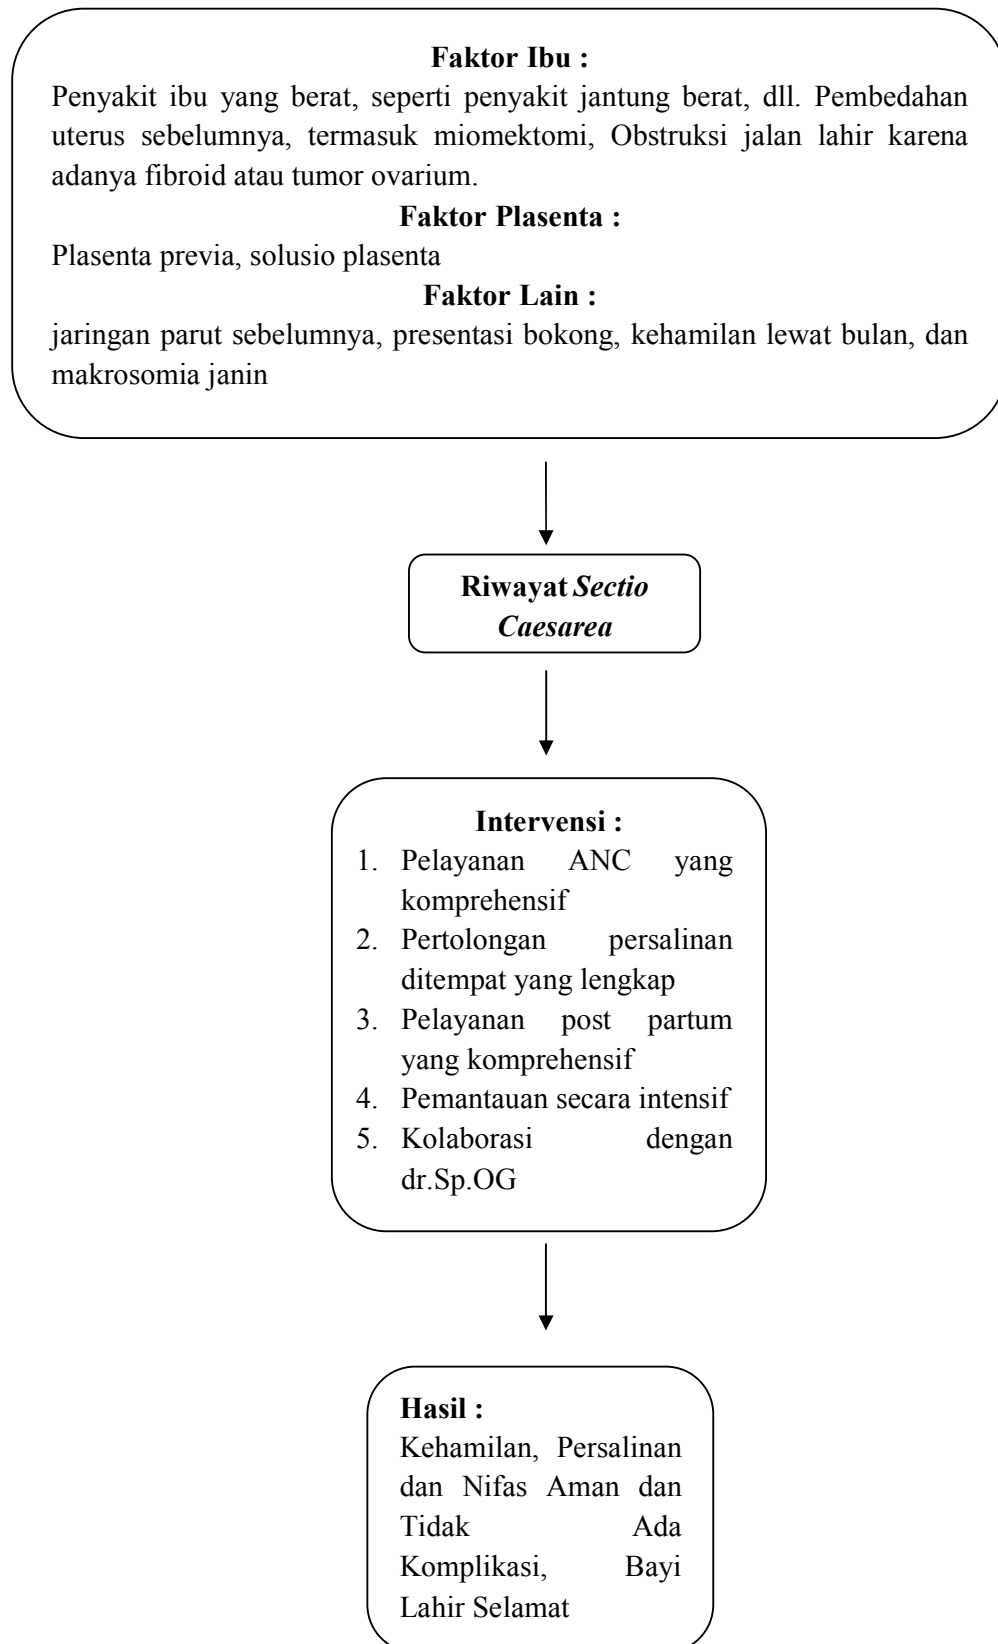 Faktor Ibu :
Penyakit ibu yang berat, seperti penyakit jantung berat, dll. Pembedahan
uterus sebelumnya, termasuk miomektomi, Obstruksi jalan lahir karena
adanya fibroid atau tumor ovarium.
Faktor Plasenta :
Plasenta previa, solusio plasenta
Faktor Lain :
jaringan parut sebelumnya, presentasi bokong, kehamilan lewat bulan, dan
makrosomia janin
Riwayat Sectio
Caesarea
Intervensi :
1. Pelayanan ANC yang
komprehensif
2. Pertolongan persalinan
ditempat yang lengkap
3. Pelayanan post partum
yang komprehensif
4. Pemantauan secara intensif
5. Kolaborasi dengan
dr.Sp.OG
Hasil :
Kehamilan, Persalinan
dan Nifas Aman dan
Tidak Ada
Komplikasi, Bayi
Lahir Selamat